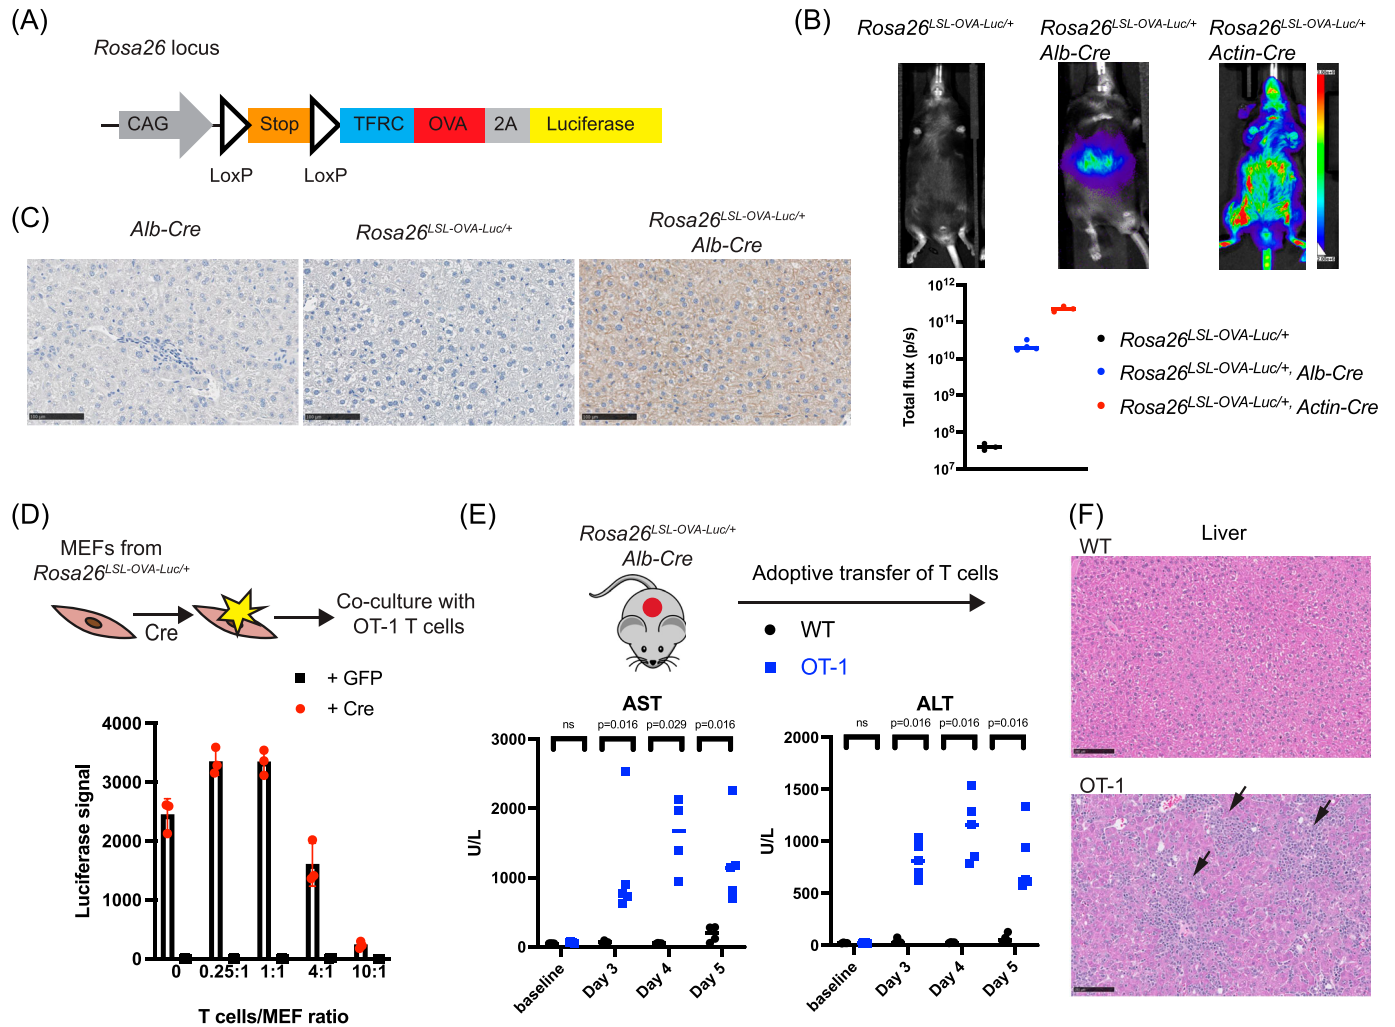 (A)
Rosa26 locus
CAG
Stop
TFRC
OVA
2A
Luciferase
LoxP
LoxP
(B)
Rosa26LSL-OVA-Luc/+
Rosa26LSL-OVA-Luc/+
Alb-Cre
Rosa26LSL-OVA-Luc/+
Actin-Cre
Total flux (p/s)
10^12
10^11
10^10
10^9
10^8
10^7
Rosa26LSL-OVA-Luc/+
Rosa26LSL-OVA-Luc/+, Alb-Cre
Rosa26LSL-OVA-Luc/+, Actin-Cre
(C)
Alb-Cre
Rosa26LSL-OVA-Luc/+
Rosa26LSL-OVA-Luc/+
Alb-Cre
100 µm
100 µm
100 µm
(D)
MEFs from
Rosa26LSL-OVA-Luc/+
Cre
Co-culture with
OT-1 T cells
+ GFP
+ Cre
Luciferase signal
4000
3000
2000
1000
0
0 0.25:1 1:1 4:1 10:1
T cells/MEF ratio
(E)
Rosa26LSL-OVA-Luc/+
Alb-Cre
Adoptive transfer of T cells
WT
OT-1
AST
ns p=0.016 p=0.029 p=0.016
U/L
3000
2000
1000
0
baseline Day 3 Day 4 Day 5
ALT
ns p=0.016 p=0.016 p=0.016
U/L
2000
1500
1000
500
0
baseline Day 3 Day 4 Day 5
(F)
Liver
WT
OT-1